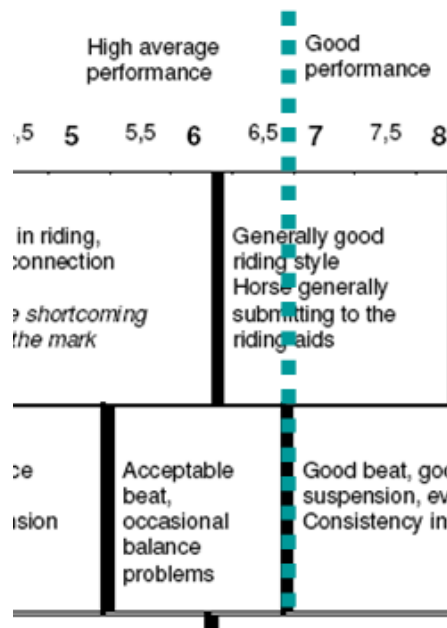 High average
performance
Good
performance
,5 5 5,5 6 6,5 7 7,5 8
in riding,
connection
shortcoming
the mark
Generally good
riding style
Horse generally
submitting to the
riding aids
Acceptable
beat,
occasional
balance
problems
Good beat,
suspension,
Consistency in